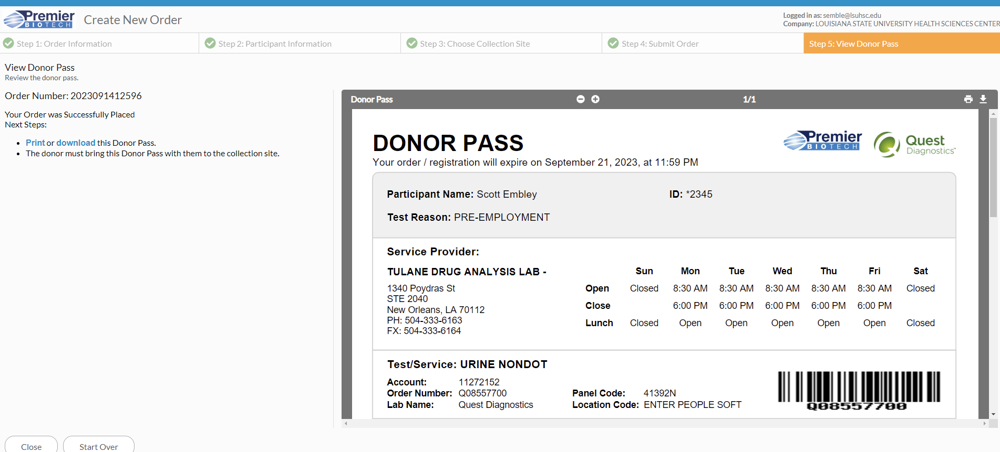 Premier
BIOTECH
Create New Order
Logged in as: semble@lsuhsc.edu
Company: LOUISIANA STATE UNIVERSITY HEALTH SCIENCES CENTER
Step 1: Order Information
Step 2: Participant Information
Step 3: Choose Collection Site
Step 4: Submit Order
Step 5: View Donor Pass
View Donor Pass
Review the donor pass.
Order Number: 2023091412596
Your Order was Successfully Placed
Next Steps:
• Print or download this Donor Pass.
• The donor must bring this Donor Pass with them to the collection site.
Donor Pass
1/1
DONOR PASS
Premier
BIOTECH
Quest
Diagnostics™
Your order / registration will expire on September 21, 2023, at 11:59 PM
Participant Name: Scott Embley ID: *2345
Test Reason: PRE-EMPLOYMENT
Service Provider:
TULANE DRUG ANALYSIS LAB -
1340 Poydras St
STE 2040
New Orleans, LA 70112
PH: 504-333-6163
FX: 504-333-6164
Sun Mon Tue Wed Thu Fri Sat
Open Closed 8:30 AM 8:30 AM 8:30 AM 8:30 AM 8:30 AM Closed
Close 6:00 PM 6:00 PM 6:00 PM 6:00 PM 6:00 PM
Lunch Closed Open Open Open Open Open Closed
Test/Service: URINE NONDOT
Account: 11272152
Order Number: Q08557700 Panel Code: 41392N
Lab Name: Quest Diagnostics Location Code: ENTER PEOPLE SOFT
Q08557700
Close
Start Over